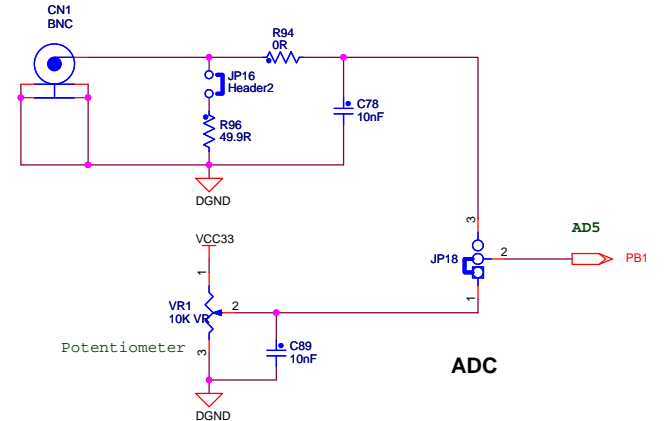 CN1
BNC
R94
0R
JP16
Header2
C78
10nF
R96
49.9R
DGND
3
AD5
VCC33
JP18
2
PB1
1
1
VR1
10K VR
2
Potentiometer
3
C89
10nF
ADC
DGND